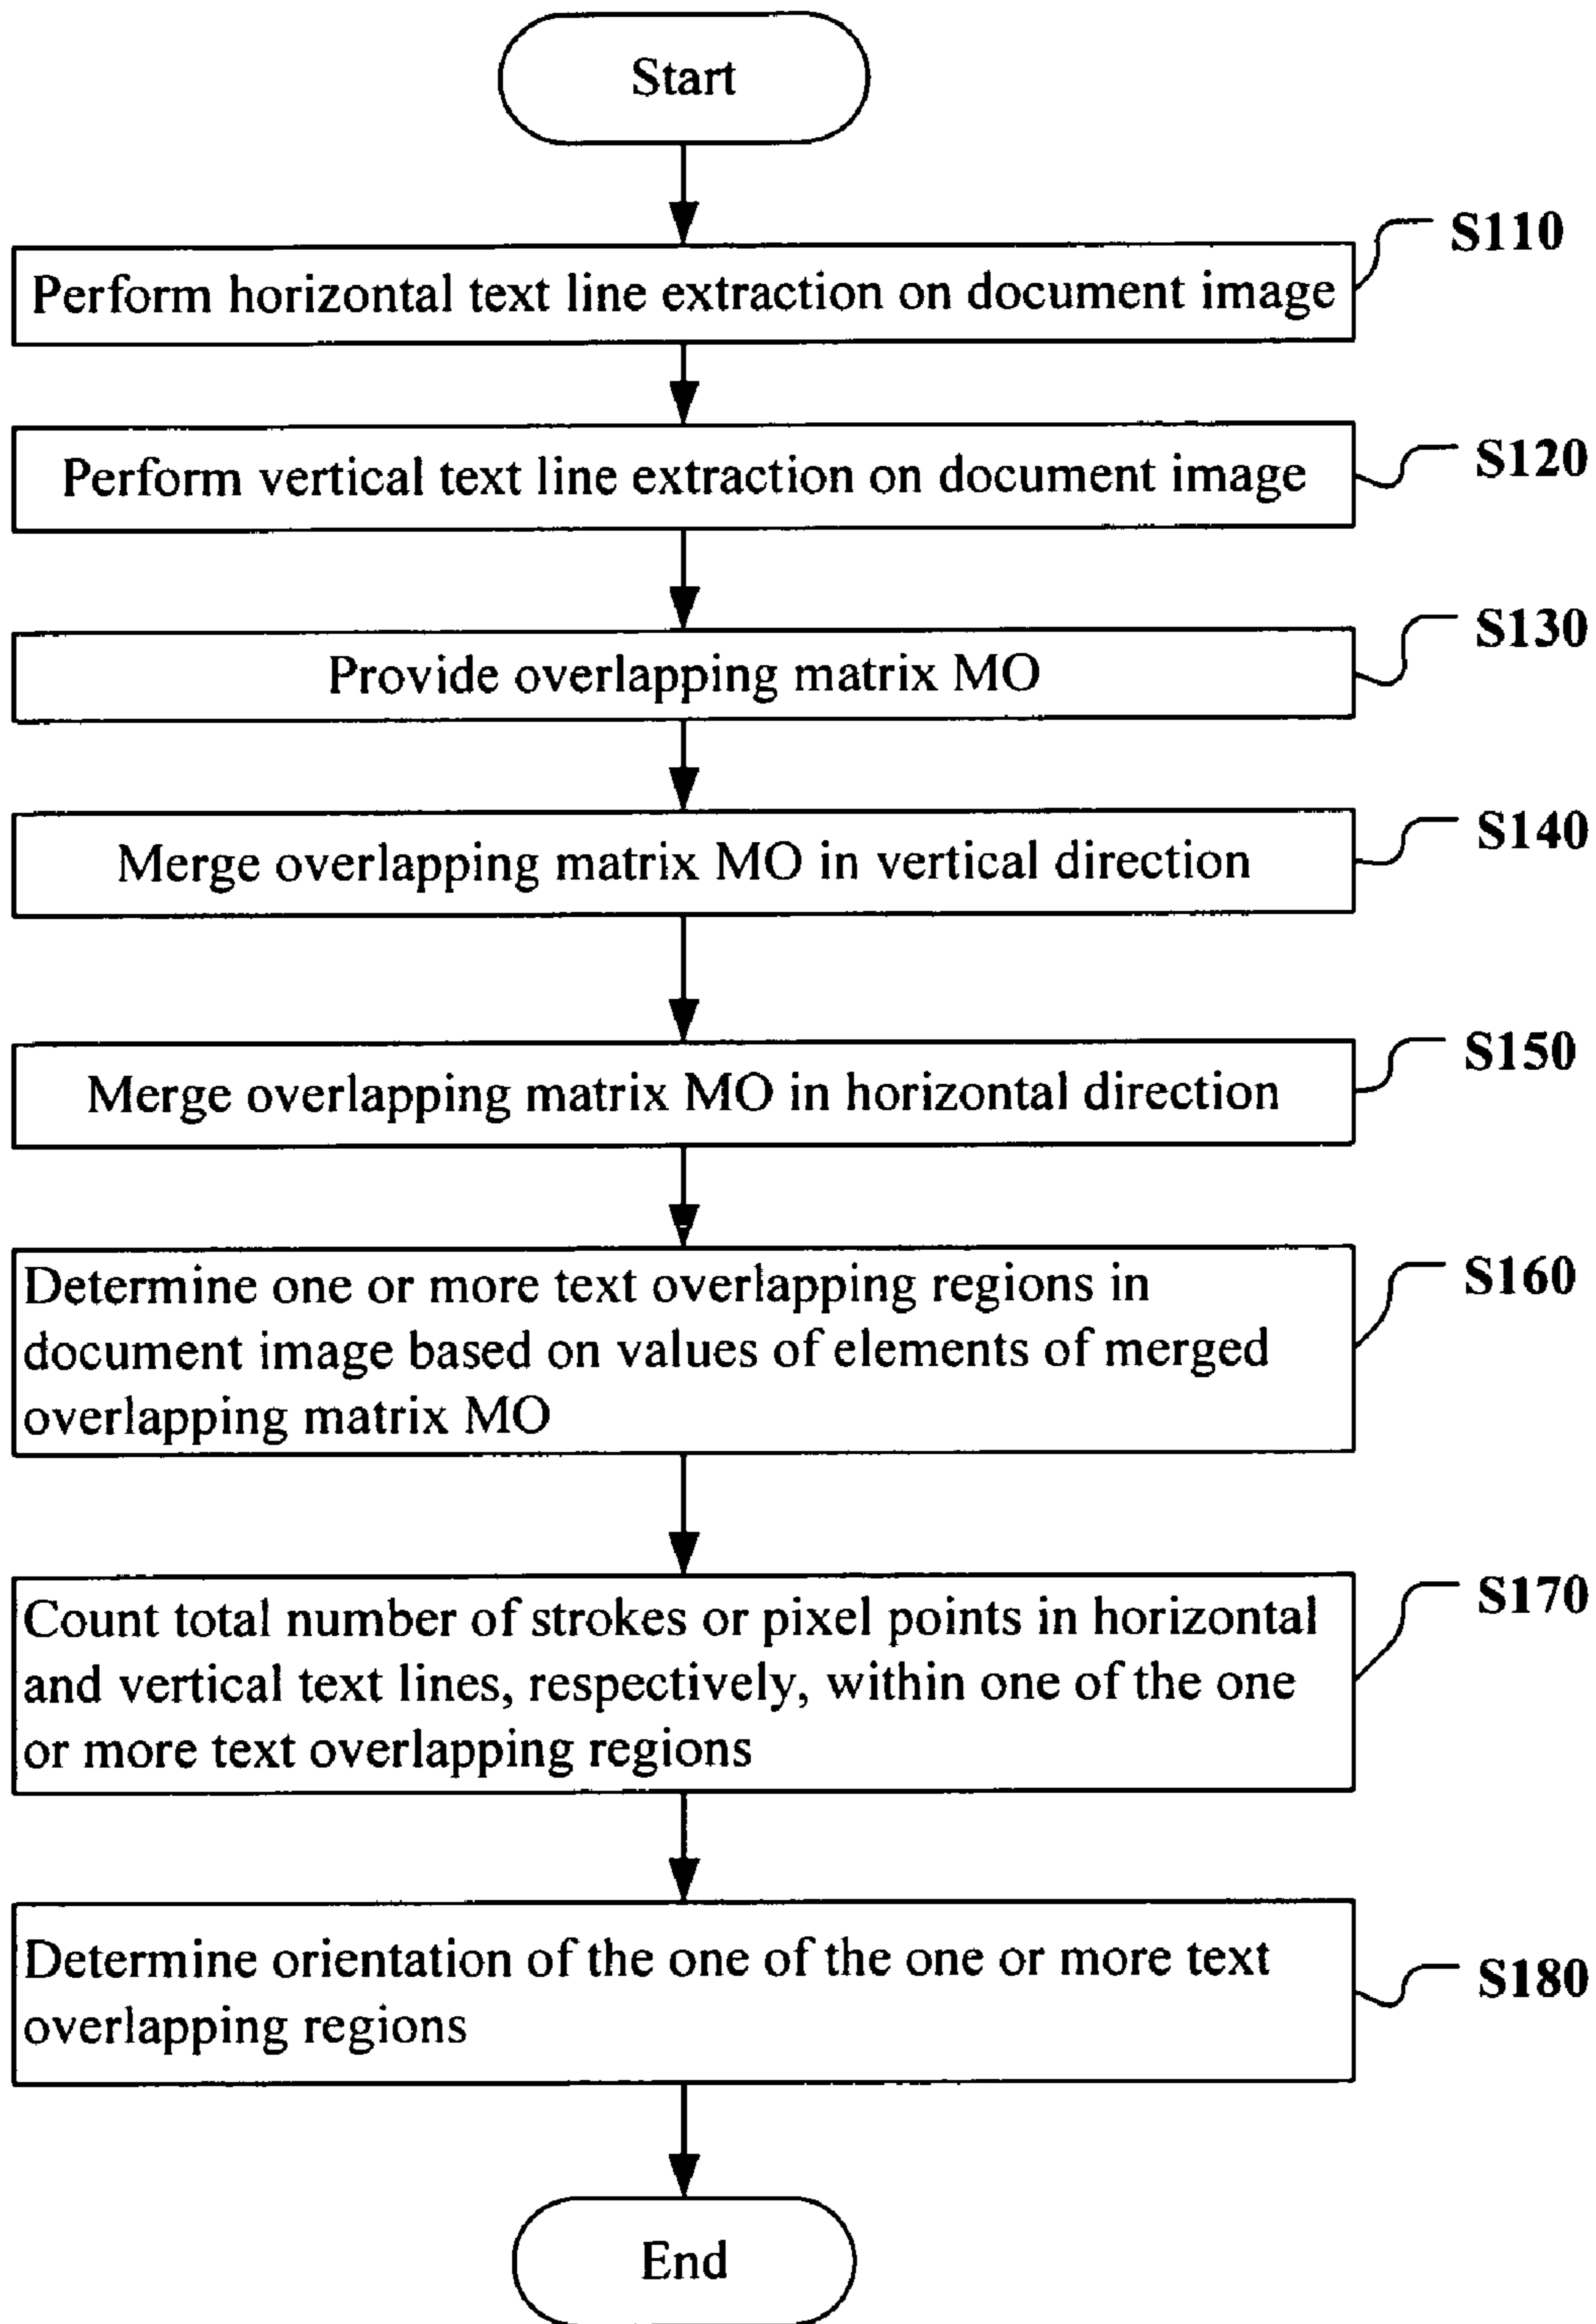 Start
S110
Perform horizontal text line extraction on document image
S120
Perform vertical text line extraction on document image
S130
Provide overlapping matrix MO
S140
Merge overlapping matrix MO in vertical direction
S150
Merge overlapping matrix MO in horizontal direction
S160
Determine one or more text overlapping regions in
document image based on values of elements of merged
overlapping matrix MO
S170
Count total number of strokes or pixel points in horizontal
and vertical text lines, respectively, within one of the one
or more text overlapping regions
S180
Determine orientation of the one of the one or more text
overlapping regions
End